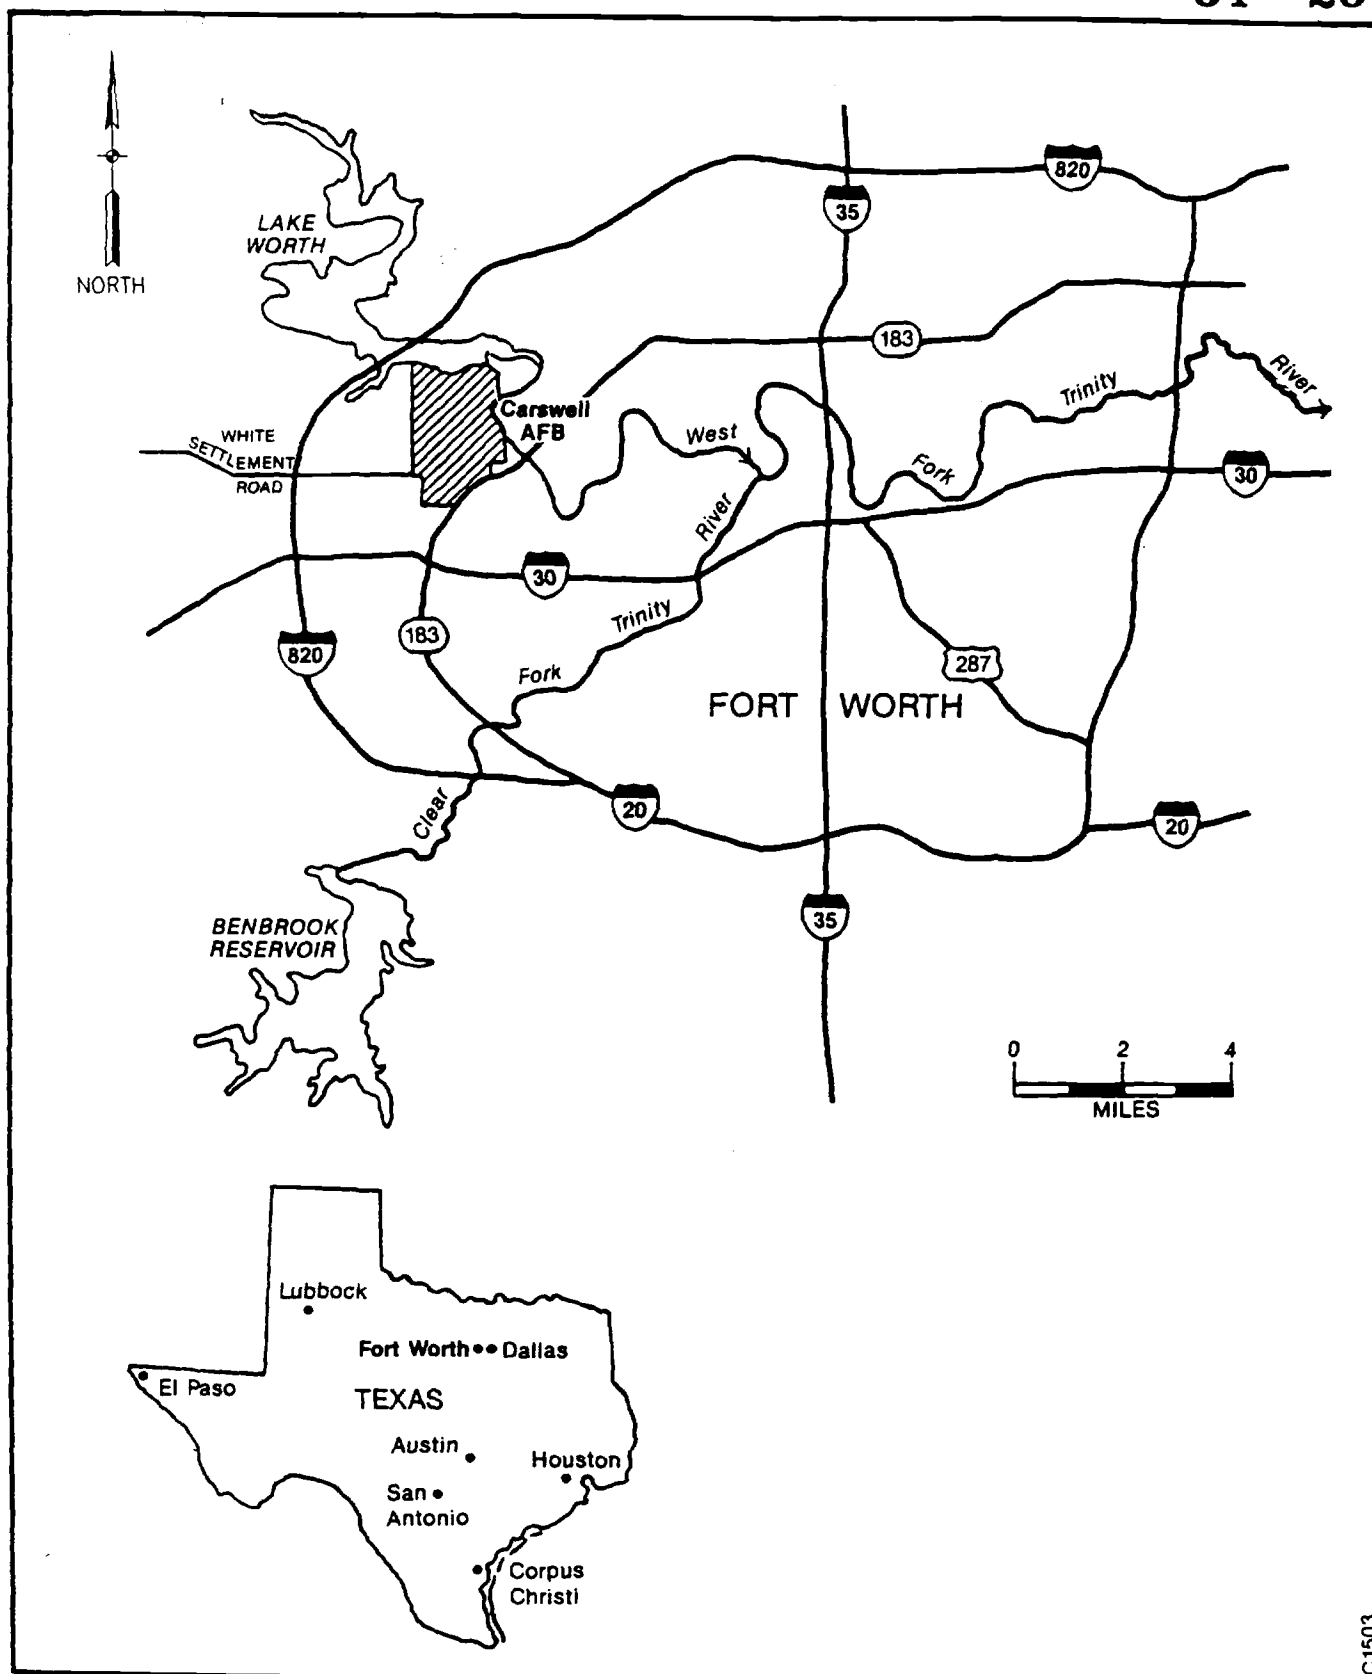 NORTH
LAKE
WORTH
820
35
183
Trinity
River
Carswell
AFB
West
WHITE
SETTLEMENT
ROAD
Fork
30
River
30
Trinity
183
820
287
Fork
FORT WORTH
20
20
Clear
35
BENBROOK
RESERVOIR
0 2 4
MILES
Lubbock
Fort Worth Dallas
El Paso
TEXAS
Austin
Houston
San
Antonio
Corpus
Christi